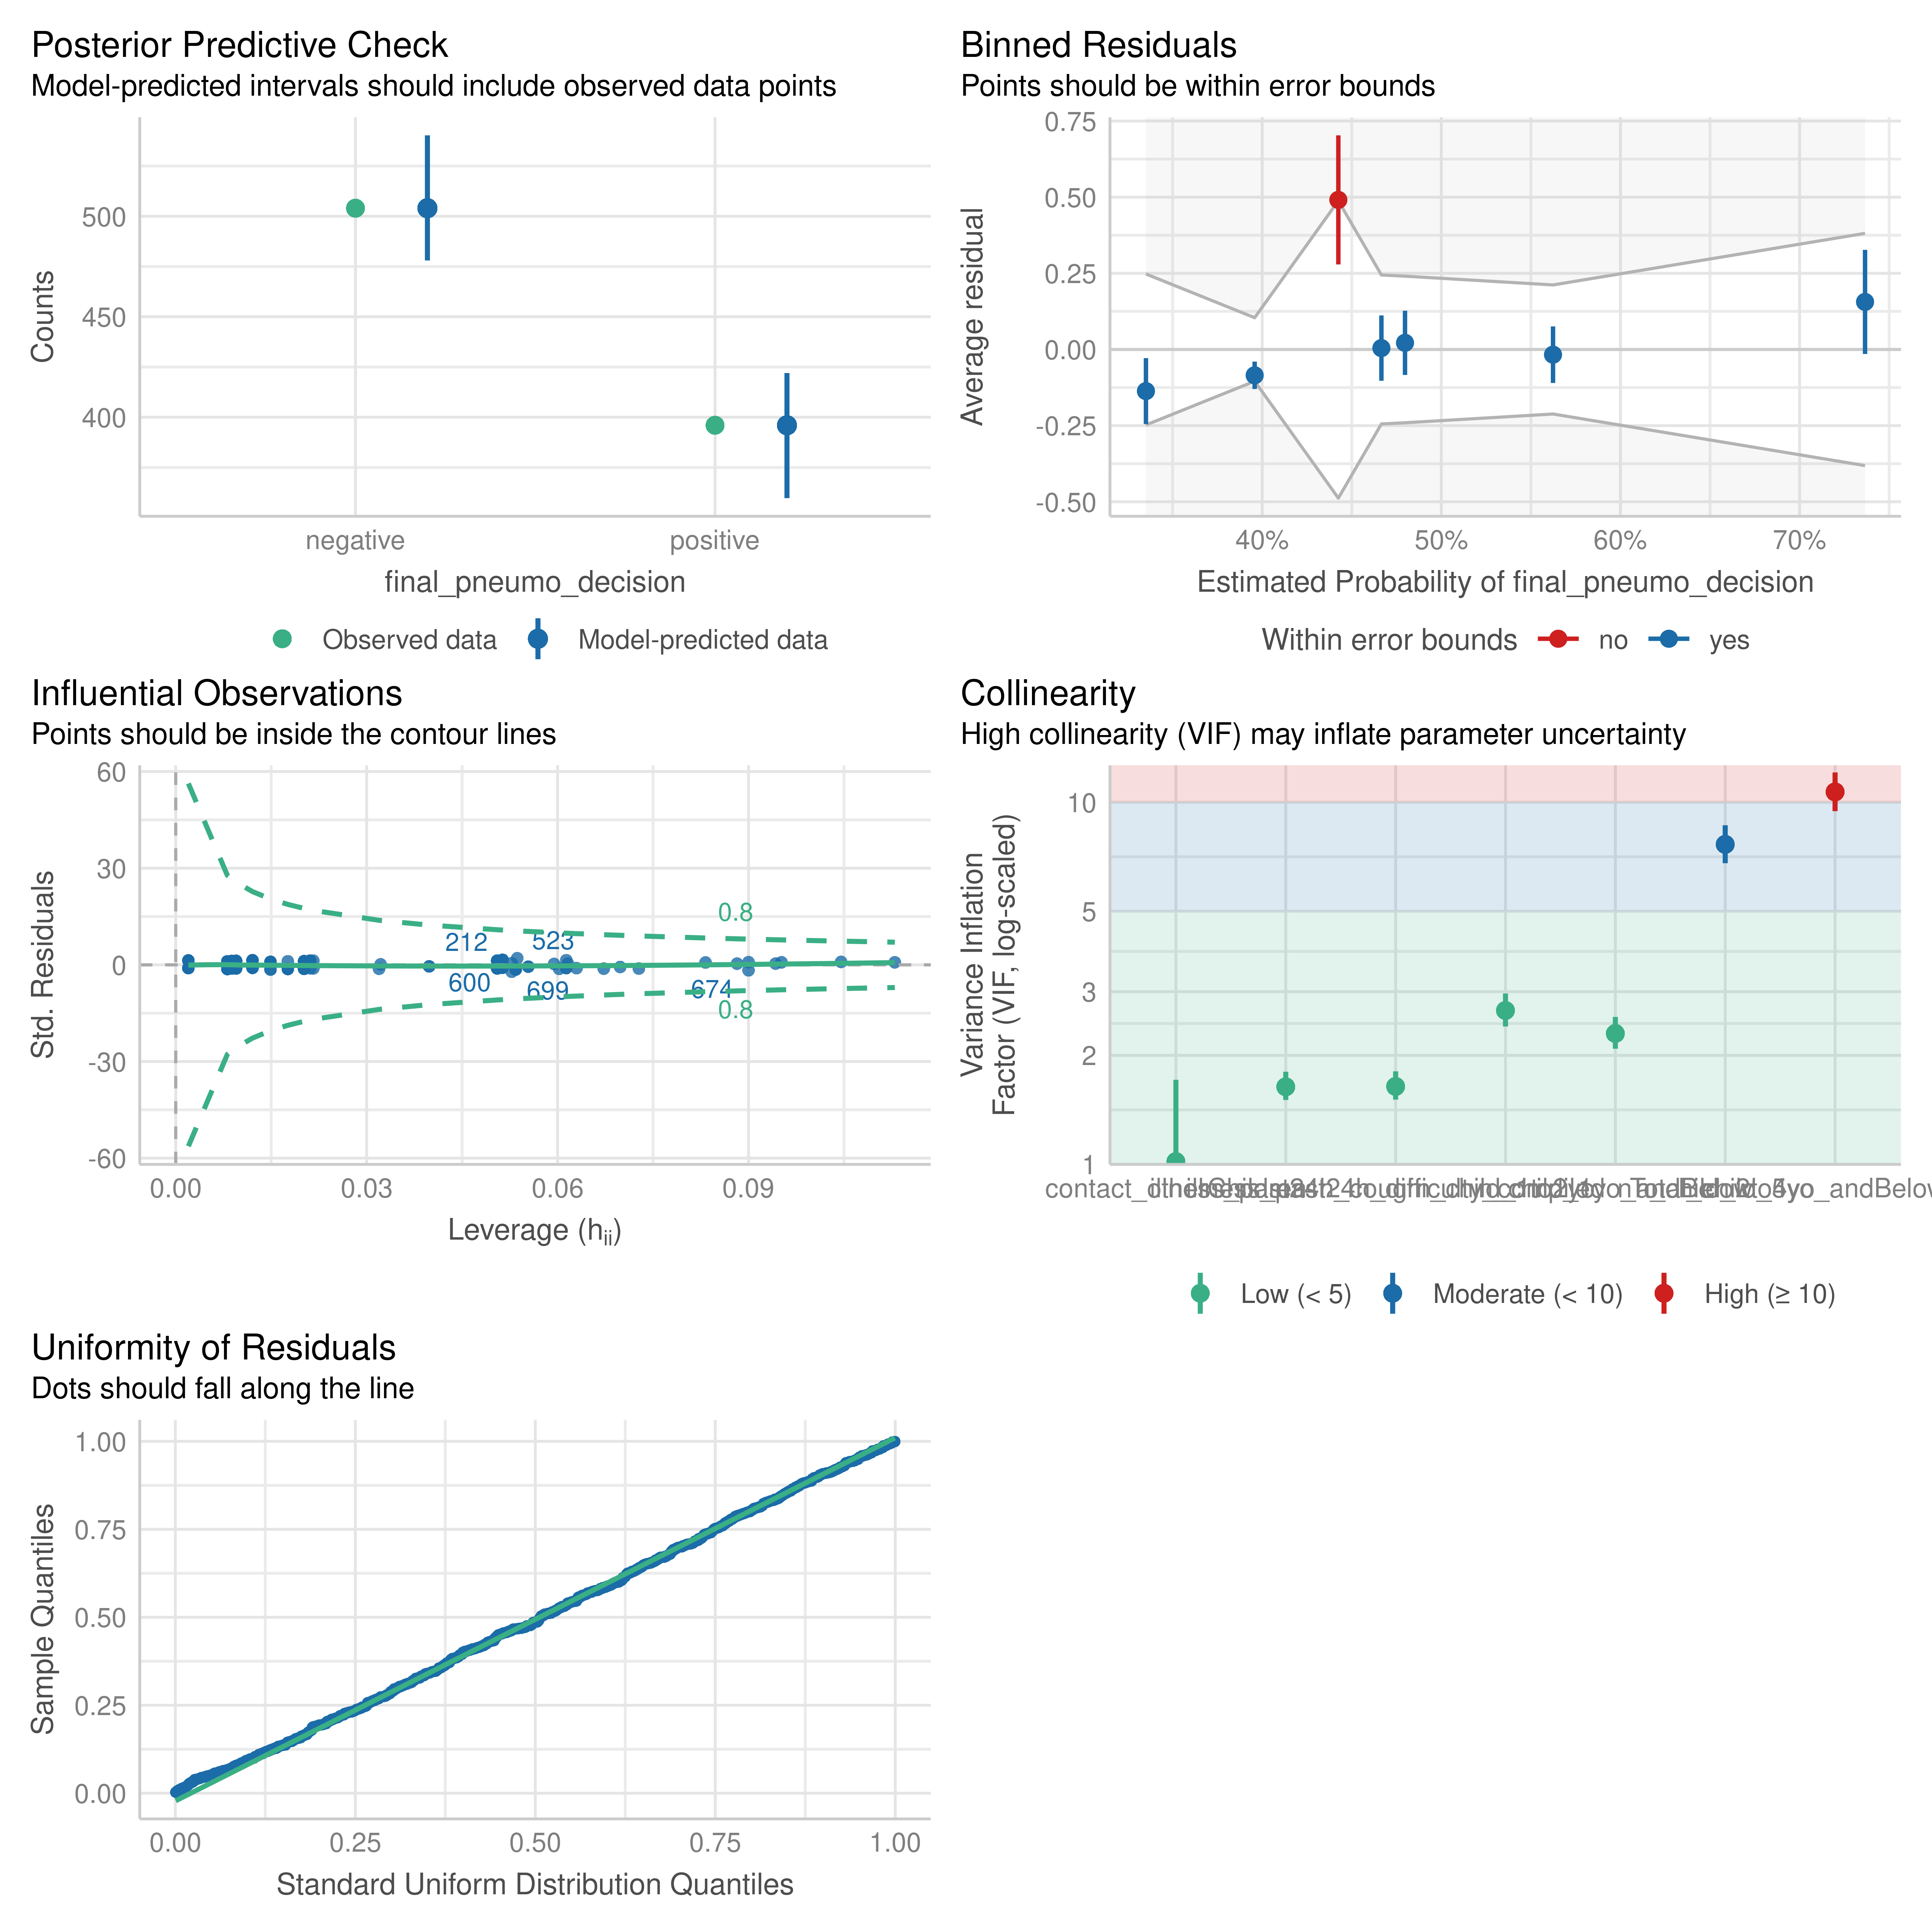 Posterior Predictive Check
Model-predicted intervals should include observed data points
500
450
400
Counts
negative
positive
final_pneumo_decision
Observed data
Model-predicted data
Binned Residuals
Points should be within error bounds
0.75
0.50
0.25
0.00
-0.25
-0.50
Average residual
40%
50%
60%
70%
Estimated Probability of final_pneumo_decision
Within error bounds
no
yes
Influential Observations
Points should be inside the contour lines
60
30
0
-30
-60
Std. Residuals
0.8
212
523
600
699
674
0.8
0.00
0.03
0.06
0.09
Leverage (hii)
Collinearity
High collinearity (VIF) may inflate parameter uncertainty
10
5
3
2
1
Variance Inflation
Factor (VIF, log-scaled)
Low (< 5)
Moderate (< 10)
High (≥ 10)
Uniformity of Residuals
Dots should fall along the line
1.00
0.75
0.50
0.25
0.00
Sample Quantiles
0.00
0.25
0.50
0.75
1.00
Standard Uniform Distribution Quantiles